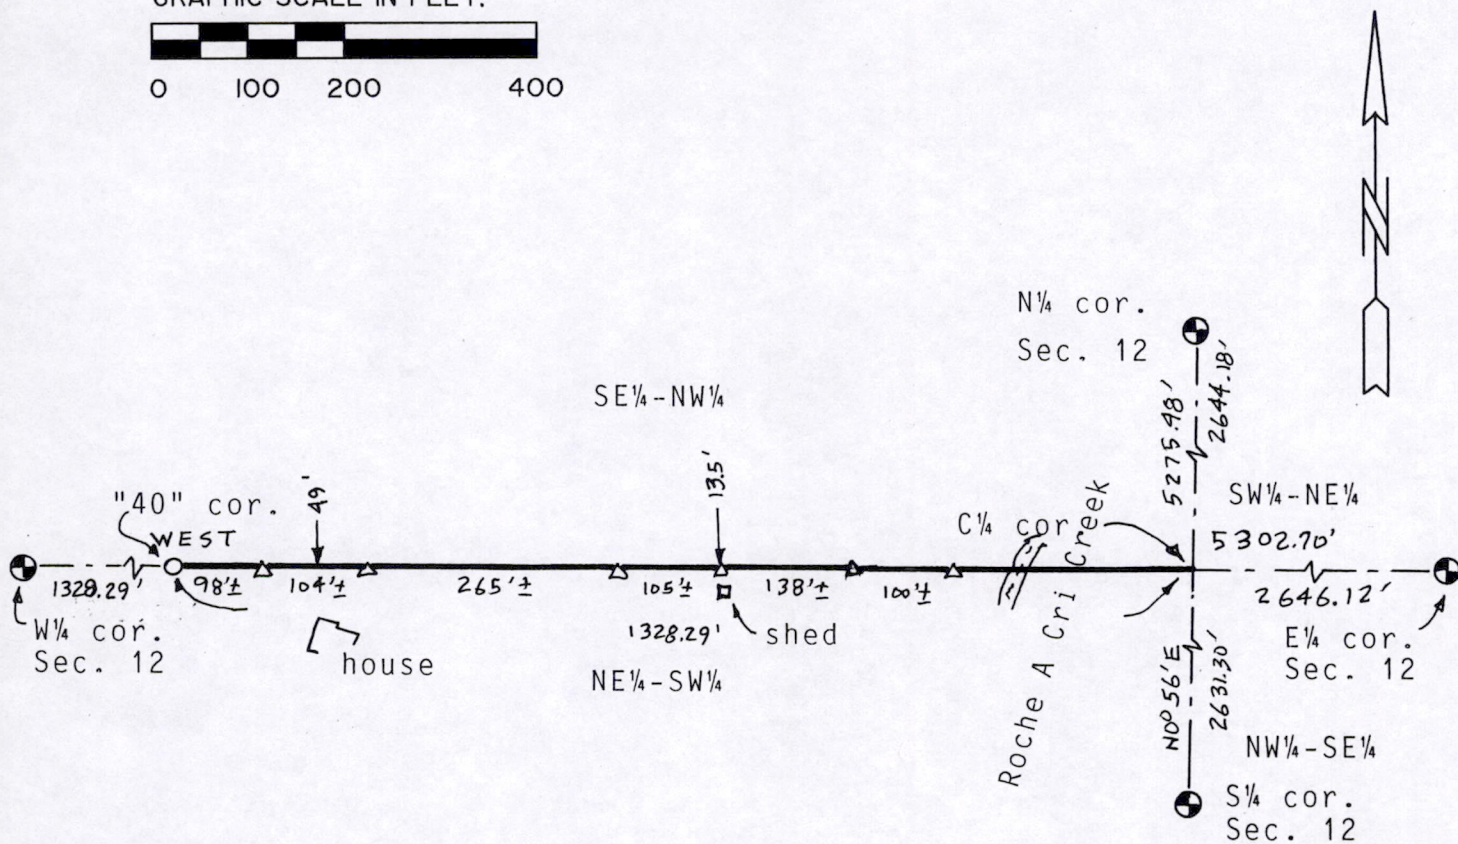 GRAPHIC SCALE IN FEET.
0 100 200 400
N
N¼ cor.
Sec. 12
5275.98'
2644.18'
SE¼-NW¼
"40" cor.
WEST
49'
13.5'
C¼ cor
SW¼-NE¼
5302.70'
1328.29'
98'±
104'±
265'±
105'±
138'±
100'±
2646.12'
W¼ cor.
Sec. 12
house
1328.29'
shed
NE¼-SW¼
Roche A Cri Creek
E¼ cor.
Sec. 12
N0°56'E
2631.30'
NW¼-SE¼
S¼ cor.
Sec. 12